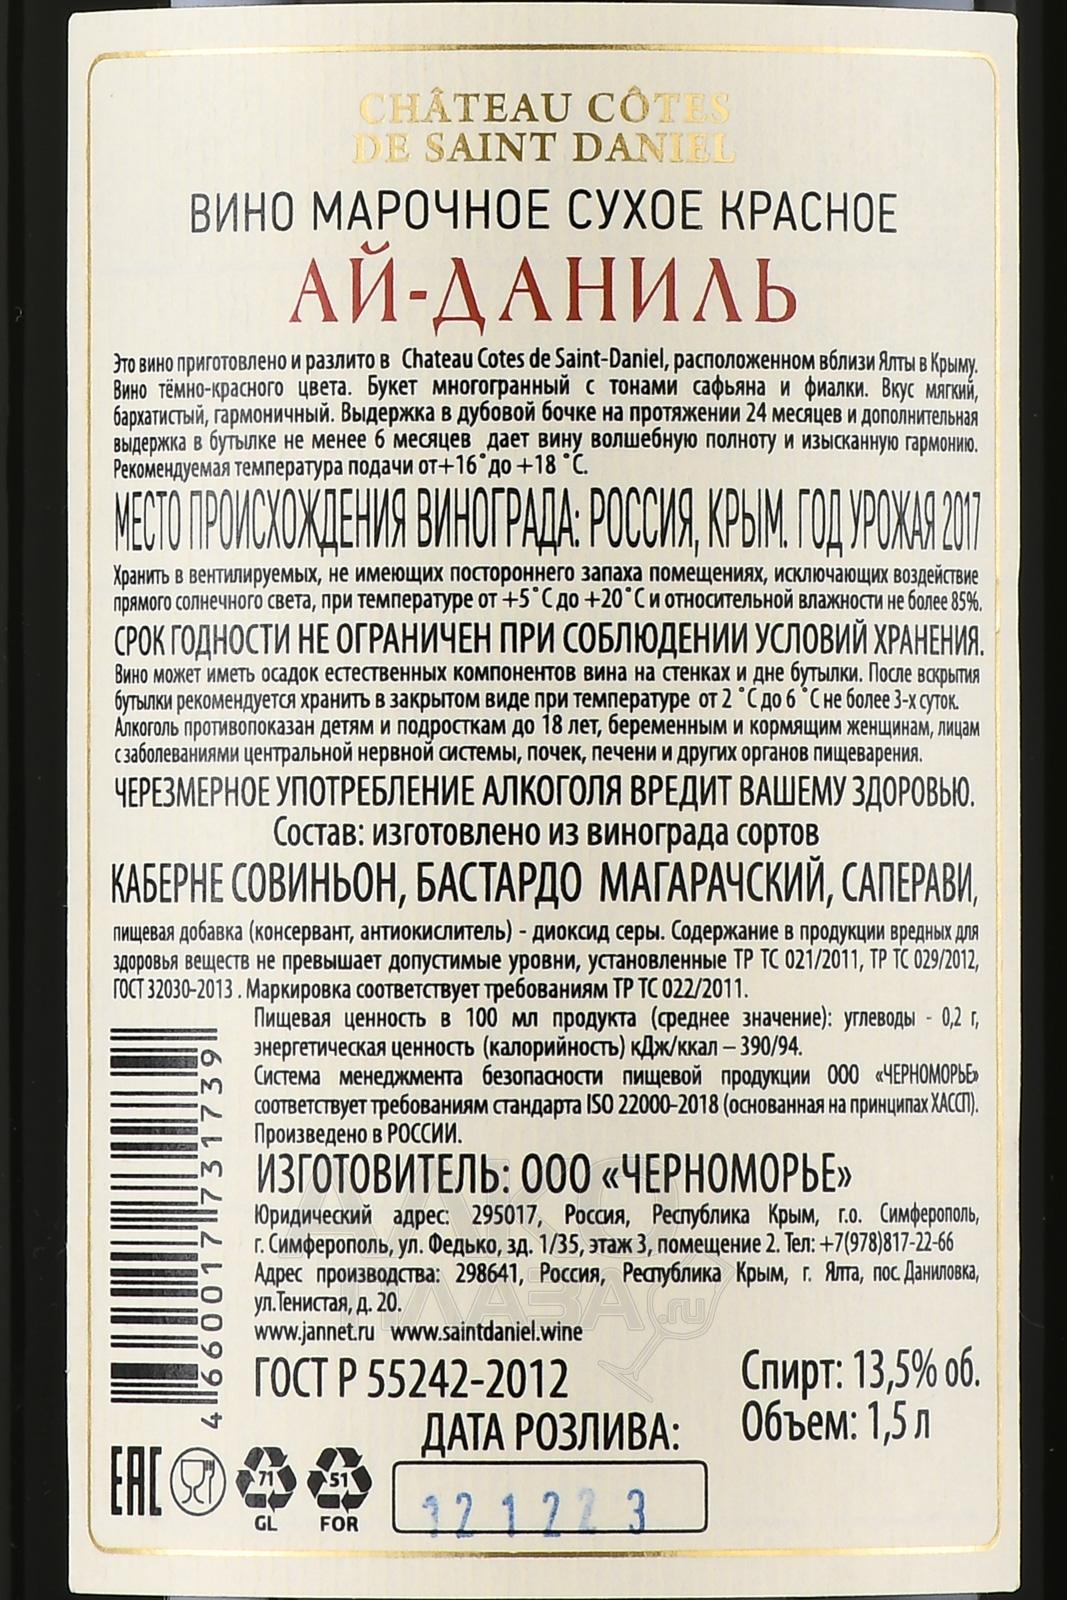 CHÂTEAU CÔTES
DE SAINT DANIEL
ВИНО МАРОЧНОЕ СУХОЕ КРАСНОЕ
АЙ-ДАНИЛЬ
Это вино приготовлено и разлито в Chateau Cotes de Saint-Daniel, расположенном вблизи Ялты в Крыму.
Вино тёмно-красного цвета. Букет многогранный с тонами сафьяна и фиалки. Вкус мягкий,
бархатистый, гармоничный. Выдержка в дубовой бочке на протяжении 24 месяцев и дополнительная
выдержка в бутылке не менее 6 месяцев дает вину волшебную полноту и изысканную гармонию.
Рекомендуемая температура подачи от+16˚до +18 ˚С.
МЕСТО ПРОИСХОЖДЕНИЯ ВИНОГРАДА: РОССИЯ, КРЫМ. ГОД УРОЖАЯ 2017
Хранить в вентилируемых, не имеющих постороннего запаха помещениях, исключающих воздействие
прямого солнечного света, при температуре от +5˚С до +20˚С и относительной влажности не более 85%.
СРОК ГОДНОСТИ НЕ ОГРАНИЧЕН ПРИ СОБЛЮДЕНИИ УСЛОВИЙ ХРАНЕНИЯ.
Вино может иметь осадок естественных компонентов вина на стенках и дне бутылки. После вскрытия
бутылки рекомендуется хранить в закрытом виде при температуре от 2 ˚С до 6 ˚С не более 3-х суток.
Алкоголь противопоказан детям и подросткам до 18 лет, беременным и кормящим женщинам, лицам
с заболеваниями центральной нервной системы, почек, печени и других органов пищеварения.
ЧЕРЕЗМЕРНОЕ УПОТРЕБЛЕНИЕ АЛКОГОЛЯ ВРЕДИТ ВАШЕМУ ЗДОРОВЬЮ.
Состав: изготовлено из винограда сортов
КАБЕРНЕ СОВИНЬОН, БАСТАРДО МАГАРАЧСКИЙ, САПЕРАВИ,
пищевая добавка (консервант, антиокислитель) - диоксид серы. Содержание в продукции вредных для
здоровья веществ не превышает допустимые уровни, установленные ТР ТС 021/2011, ТР ТС 029/2012,
ГОСТ 32030-2013 . Маркировка соответствует требованиям ТР ТС 022/2011.
Пищевая ценность в 100 мл продукта (среднее значение): углеводы - 0,2 г,
энергетическая ценность (калорийность) кДж/ккал – 390/94.
Система менеджмента безопасности пищевой продукции ООО «ЧЕРНОМОРЬЕ»
соответствует требованиям стандарта ISO 22000-2018 (основанная на принципах ХАССП).
Произведено в РОССИИ.
ИЗГОТОВИТЕЛЬ: ООО «ЧЕРНОМОРЬЕ»
Юридический адрес: 295017, Россия, Республика Крым, г.о. Симферополь,
г. Симферополь, ул. Федько, зд. 1/35, этаж 3, помещение 2. Тел: +7(978)817-22-66
Адрес производства: 298641, Россия, Республика Крым, г. Ялта, пос. Даниловка,
ул.Тенистая, д. 20.
www.jannet.ru www.saintdaniel.wine
АЛКО
ПЛАЗА.ru
4660017731739
ГОСТ Р 55242-2012
Спирт: 13,5% об.
Объем: 1,5 л
ДАТА РОЗЛИВА:
121223
EAC
71
GL
51
FOR